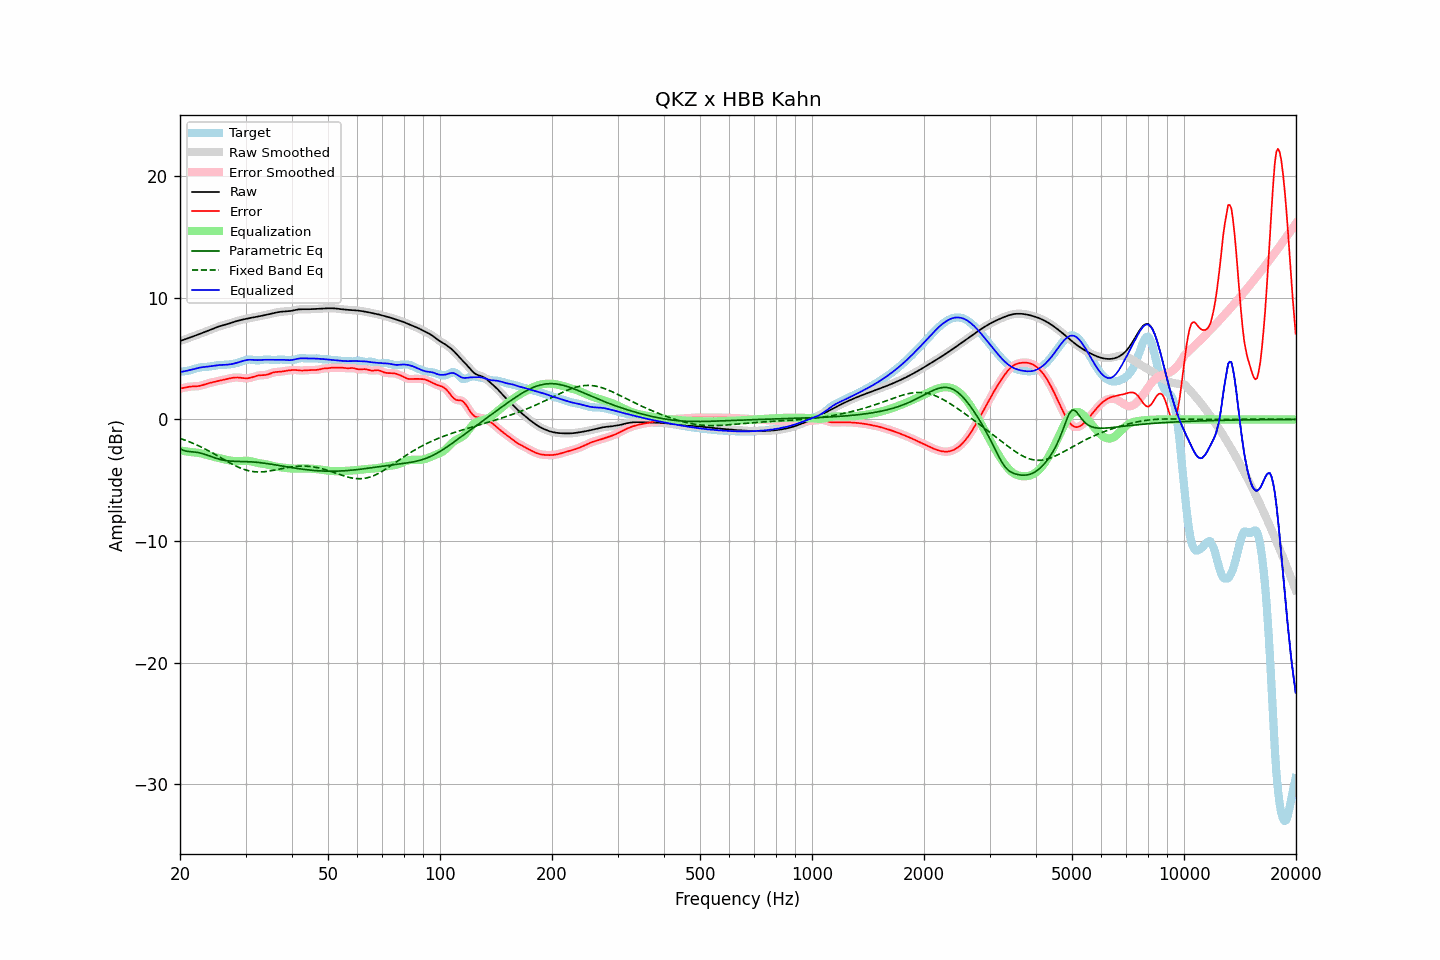 QKZ x HBB Kahn
Target
Raw Smoothed
Error Smoothed
Raw
Error
Equalization
Parametric Eq
Fixed Band Eq
Equalized
20
10
0
−10
−20
−30
Amplitude (dBr)
20 50 100 200 500 1000 2000 5000 10000 20000
Frequency (Hz)